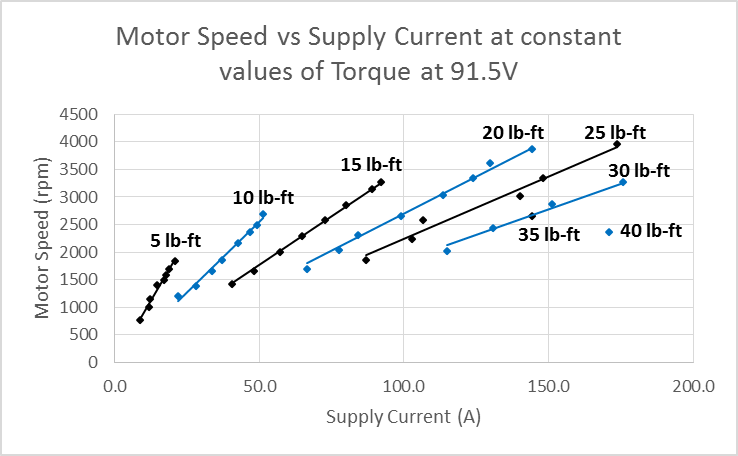 Motor Speed vs Supply Current at constant
values of Torque at 91.5V
Motor Speed (rpm)
4500
4000
3500
3000
2500
2000
1500
1000
500
0
5 lb-ft
10 lb-ft
15 lb-ft
20 lb-ft
25 lb-ft
30 lb-ft
35 lb-ft
40 lb-ft
0.0 50.0 100.0 150.0 200.0
Supply Current (A)